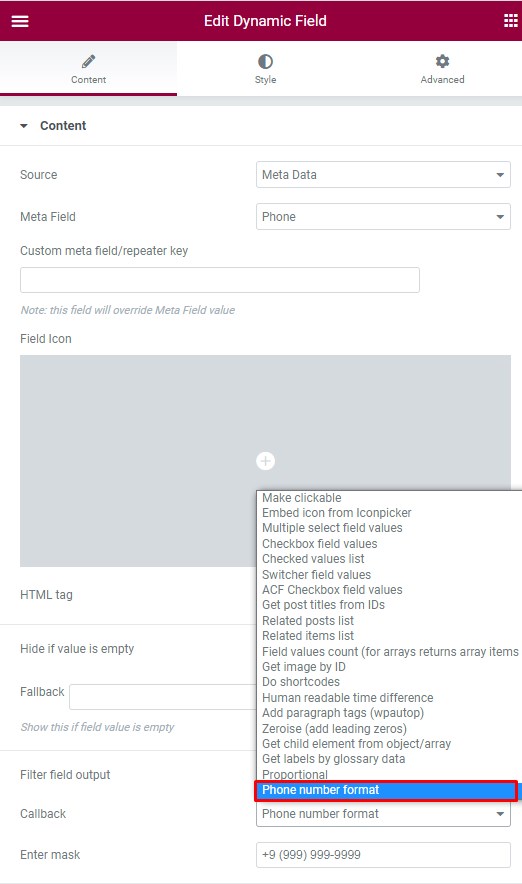 Edit Dynamic Field
Content
Style
Advanced
Content
Source
Meta Data
Meta Field
Phone
Custom meta field/repeater key
Note: this field will override Meta Field value
Field Icon
Make clickable
Embed icon from Iconpicker
Multiple select field values
Checkbox field values
Checked values list
Switcher field values
ACF Checkbox field values
Get post titles from IDs
Related posts list
Related items list
Field values count (for arrays returns array items
Get image by ID
Do shortcodes
Human readable time difference
Add paragraph tags (wpautop)
Zeroise (add leading zeros)
Get child element from object/array
Get labels by glossary data
Proportional
Phone number format
HTML tag
Hide if value is empty
Fallback
Show this if field value is empty
Filter field output
Callback
Phone number format
Enter mask
+9 (999) 999-9999